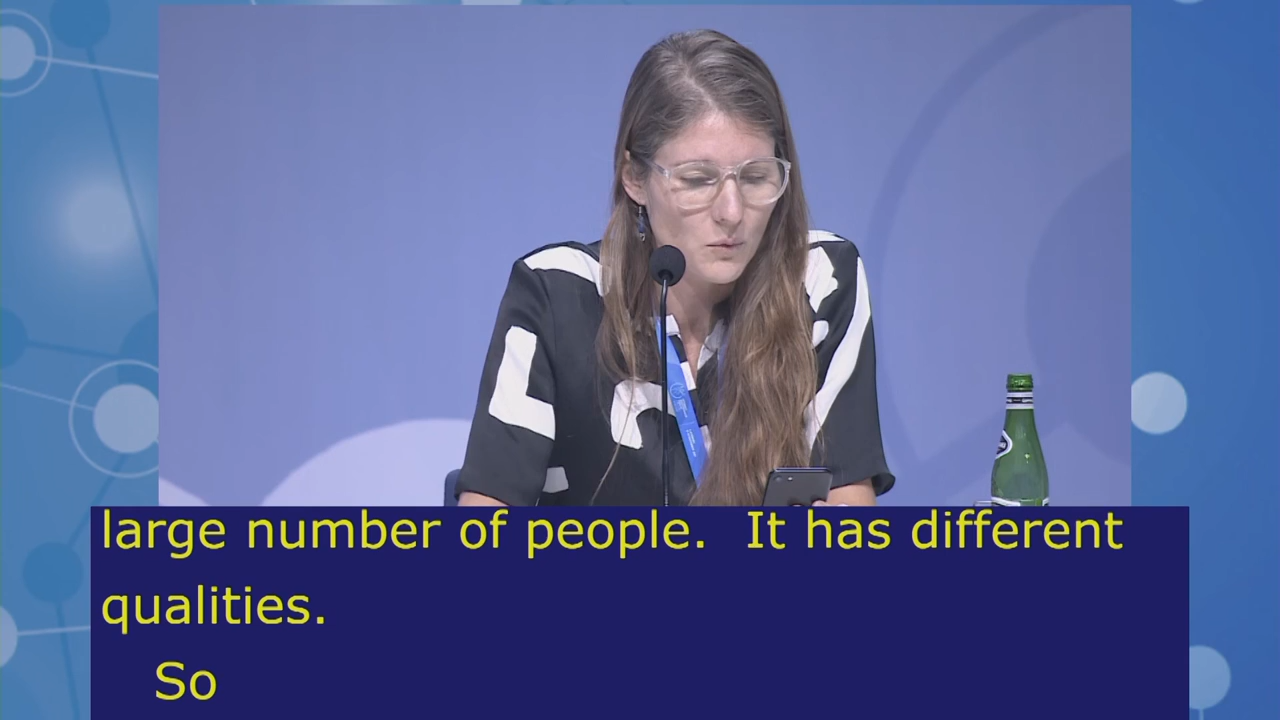 large number of people. It has different
qualities.
So